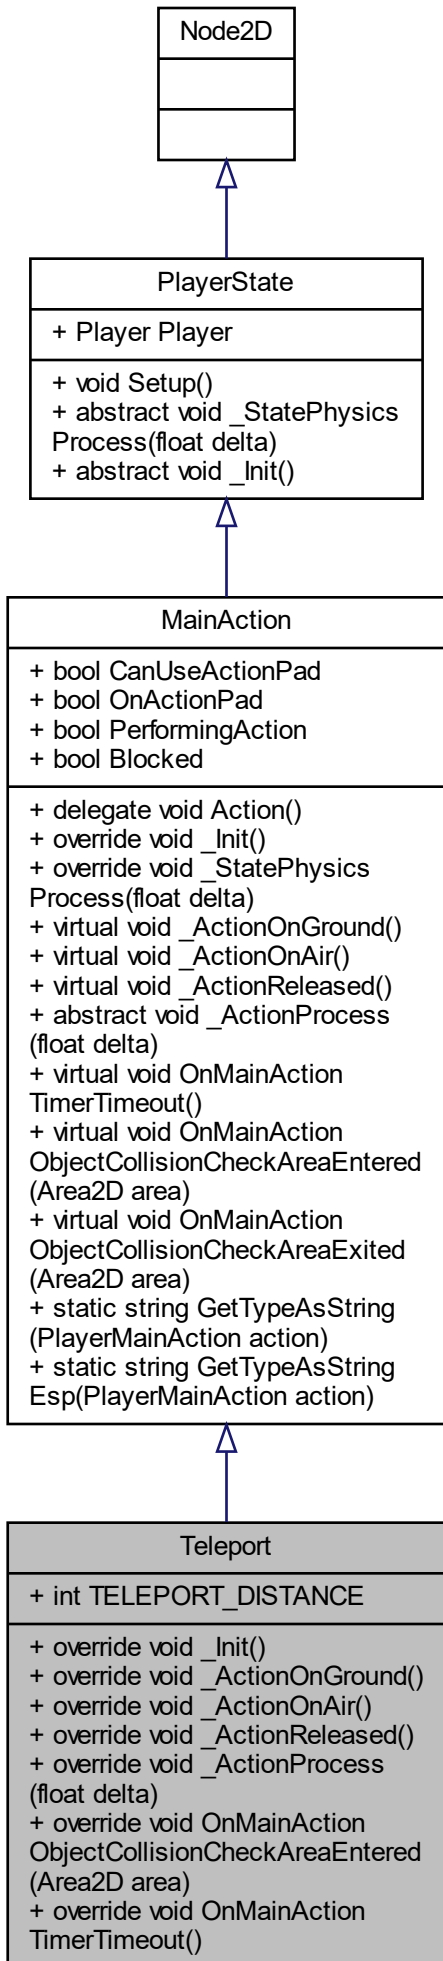 Node2D
PlayerState
+ Player Player
+ void Setup()
+ abstract void _StatePhysics
Process(float delta)
+ abstract void _Init()
MainAction
+ bool CanUseActionPad
+ bool OnActionPad
+ bool PerformingAction
+ bool Blocked
+ delegate void Action()
+ override void _Init()
+ override void _StatePhysics
Process(float delta)
+ virtual void _ActionOnGround()
+ virtual void _ActionOnAir()
+ virtual void _ActionReleased()
+ abstract void _ActionProcess
(float delta)
+ virtual void OnMainAction
TimerTimeout()
+ virtual void OnMainAction
ObjectCollisionCheckAreaEntered
(Area2D area)
+ virtual void OnMainAction
ObjectCollisionCheckAreaExited
(Area2D area)
+ static string GetTypeAsString
(PlayerMainAction action)
+ static string GetTypeAsString
Esp(PlayerMainAction action)
Teleport
+ int TELEPORT_DISTANCE
+ override void _Init()
+ override void _ActionOnGround()
+ override void _ActionOnAir()
+ override void _ActionReleased()
+ override void _ActionProcess
(float delta)
+ override void OnMainAction
ObjectCollisionCheckAreaEntered
(Area2D area)
+ override void OnMainAction
TimerTimeout()